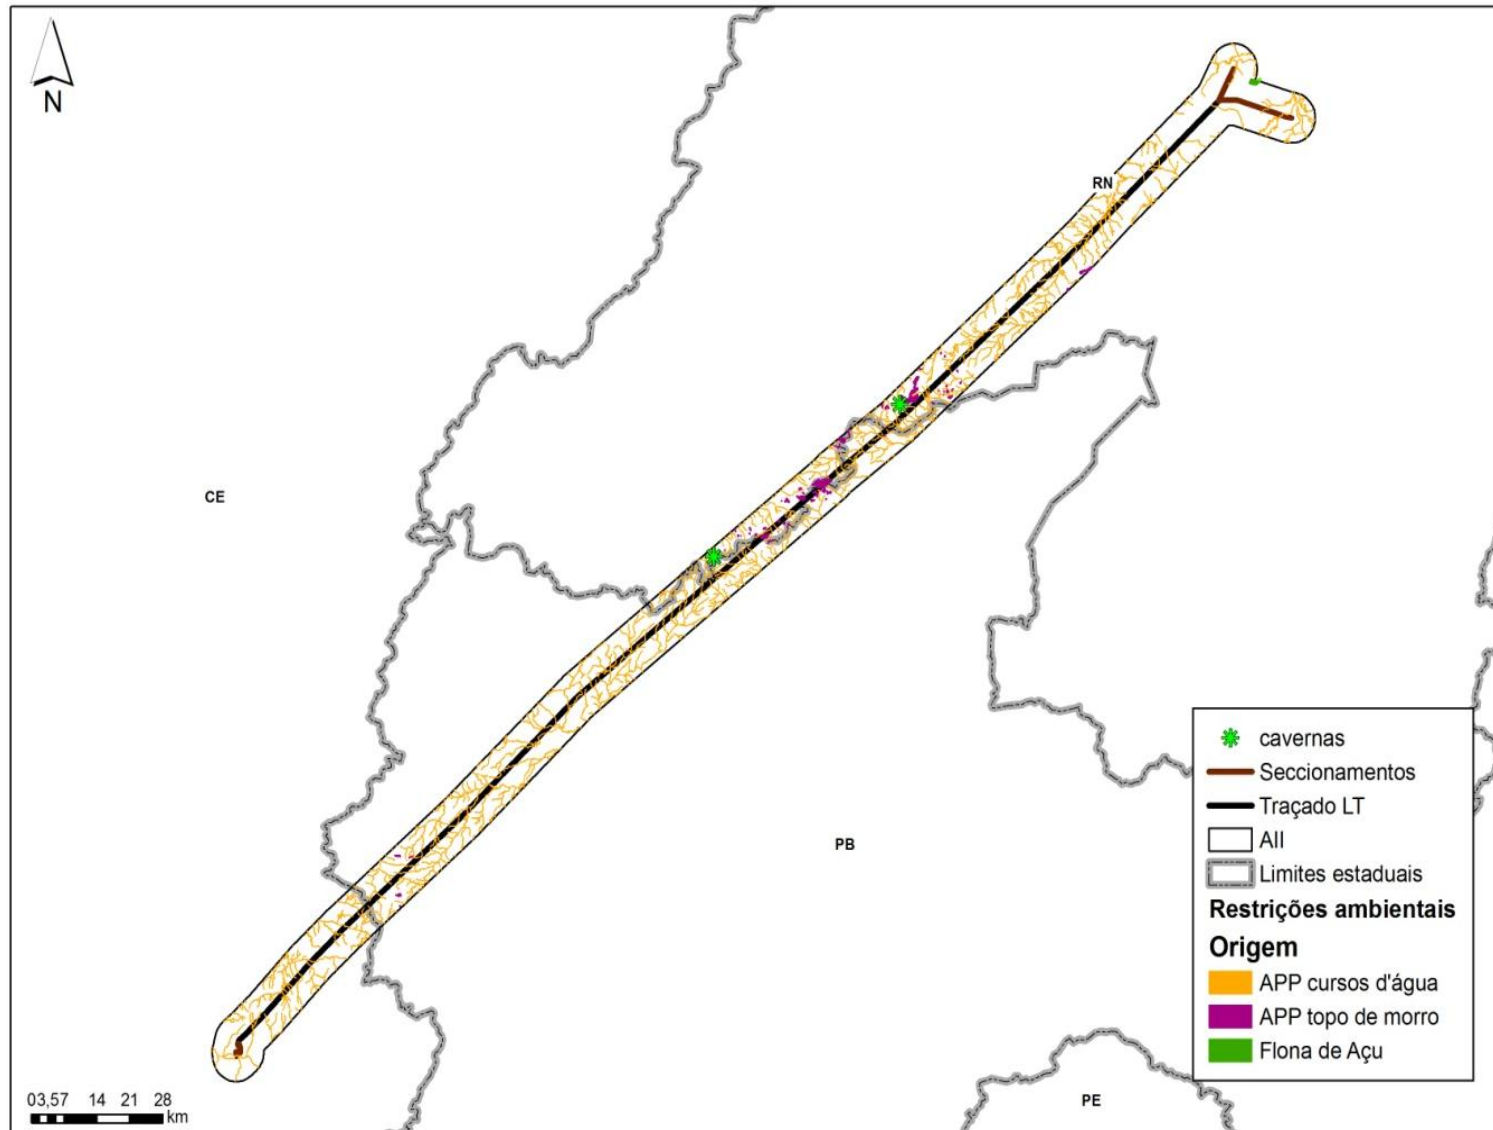 N
RN
CE
PB
PE
cavernas
Seccionamentos
Traçado LT
AII
Limites estaduais
Restrições ambientais
Origem
APP cursos d'água
APP topo de morro
Flona de Açu
03,57 14 21 28
km